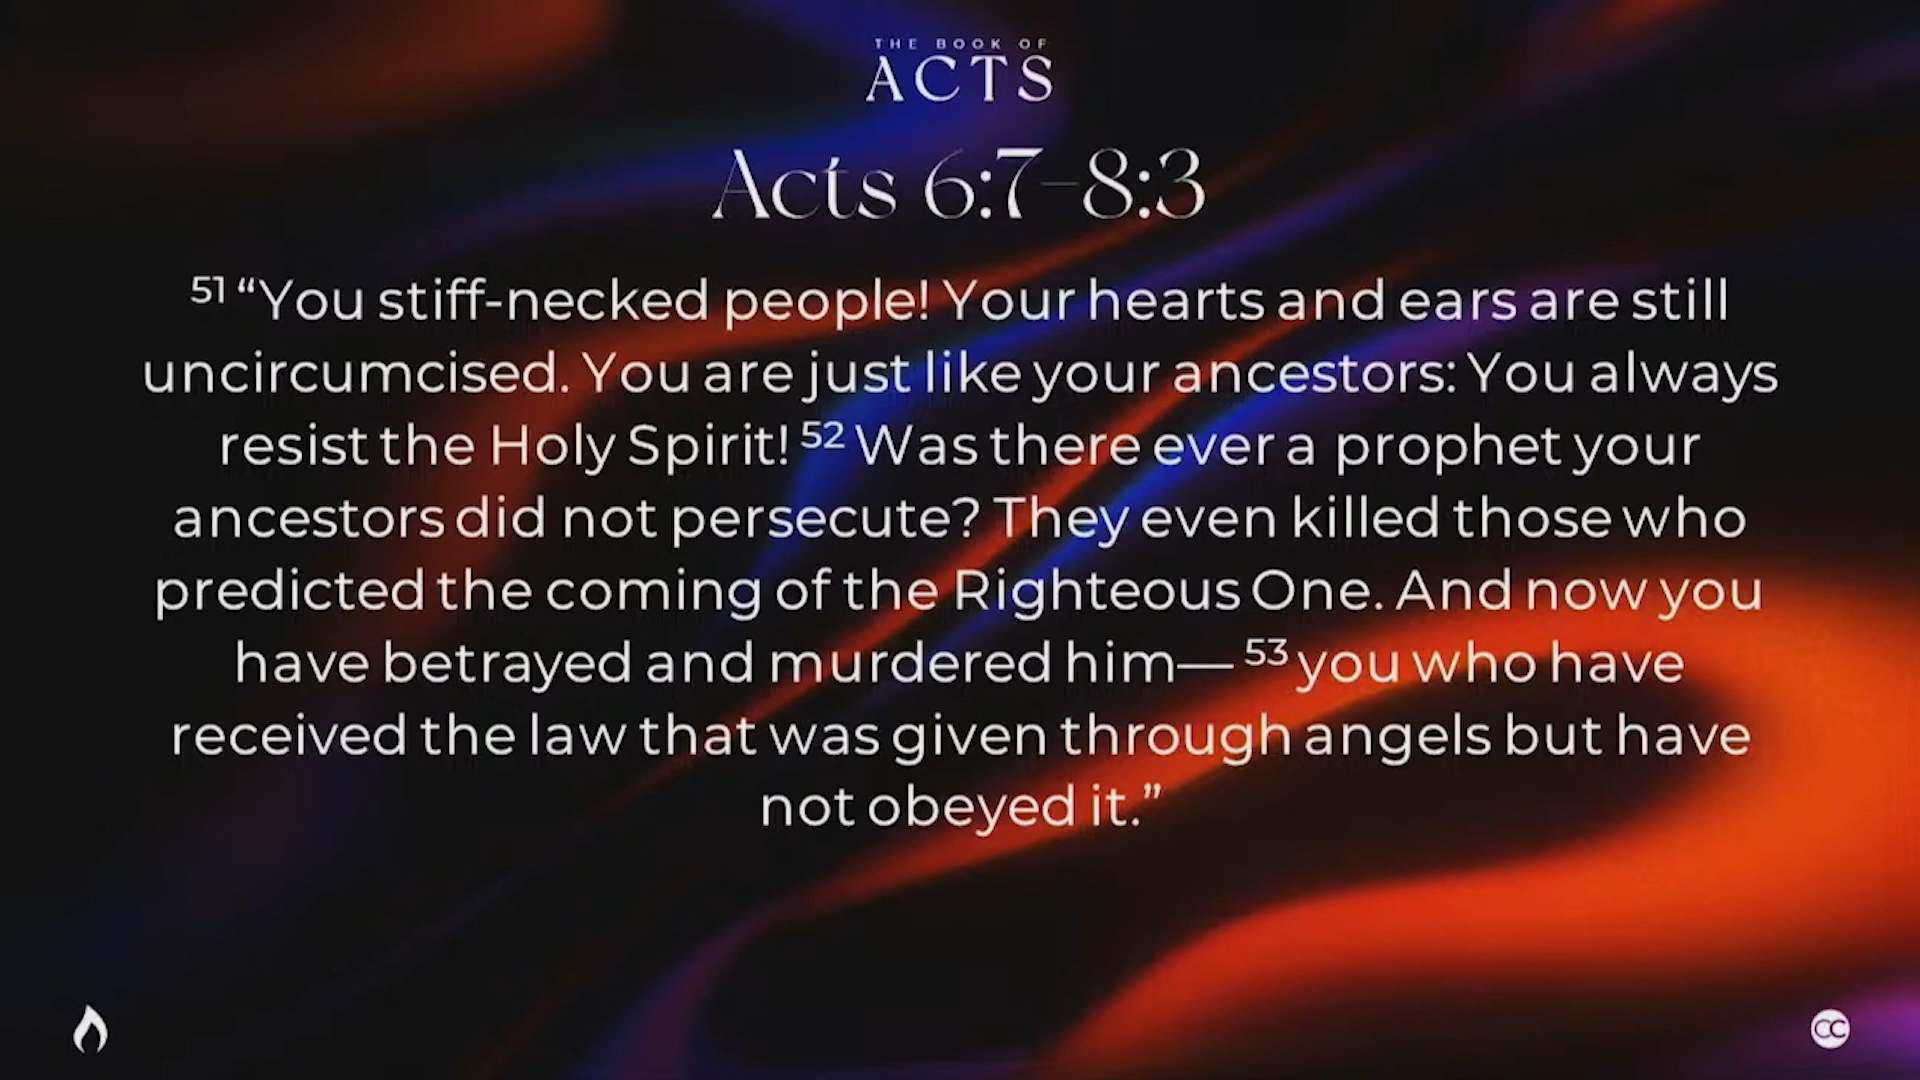 THE BOOK OF
ACTS
Acts 6:7–8:3
51 “You stiff-necked people! Your hearts and ears are still
uncircumcised. You are just like your ancestors: You always
resist the Holy Spirit! 52 Was there ever a prophet your
ancestors did not persecute? They even killed those who
predicted the coming of the Righteous One. And now you
have betrayed and murdered him— 53 you who have
received the law that was given through angels but have
not obeyed it.”
CC